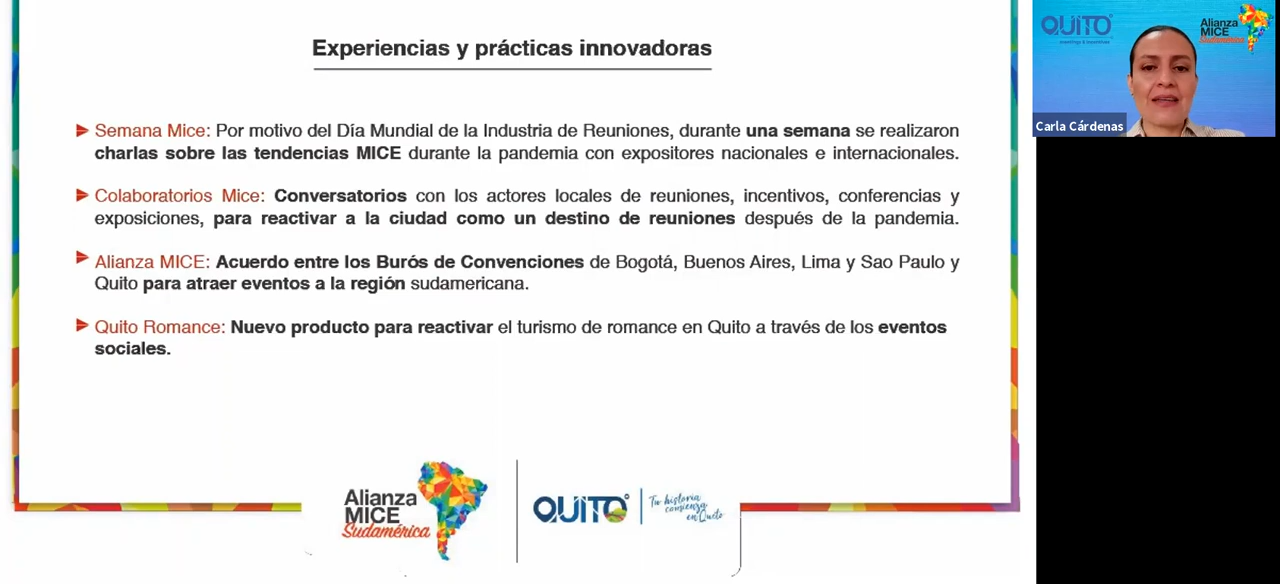 Experiencias y prácticas innovadoras
Semana Mice: Por motivo del Día Mundial de la Industria de Reuniones, durante una semana se realizaron
charlas sobre las tendencias MICE durante la pandemia con expositores nacionales e internacionales.
Colaboratorios Mice: Conversatorios con los actores locales de reuniones, incentivos, conferencias y
exposiciones, para reactivar a la ciudad como un destino de reuniones después de la pandemia.
Alianza MICE: Acuerdo entre los Burós de Convenciones de Bogotá, Buenos Aires, Lima y Sao Paulo y
Quito para atraer eventos a la región sudamericana.
Quito Romance: Nuevo producto para reactivar el turismo de romance en Quito a través de los eventos
sociales.
Alianza
MICE
Sudamérica
QUITO
Tu historia
comienza
en Quito
QUITO
meetings & incentives
Alianza
MICE
Sudamérica
Carla Cárdenas